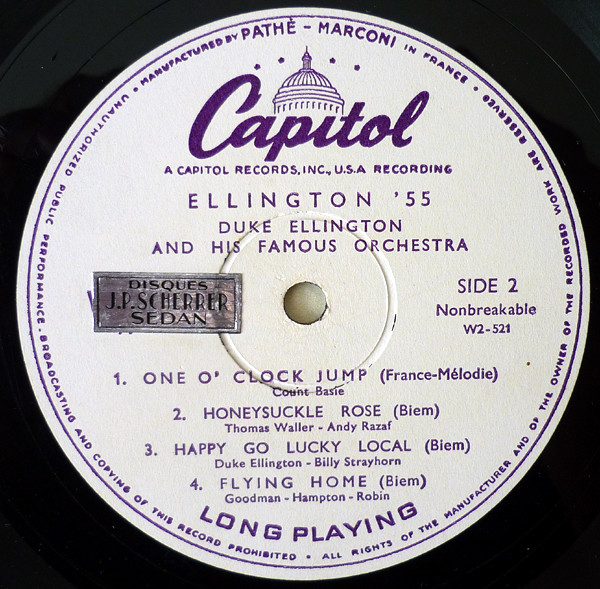 MANUFACTURED BY PATHÈ - MARCONI IN FRANCE •
Capitol
A CAPITOL RECORDS, INC., U.S.A RECORDING
ELLINGTON '55
DUKE ELLINGTON
AND HIS FAMOUS ORCHESTRA
DISQUES
J.P. SCHERRER
SEDAN
SIDE 2
Nonbreakable
W2-521
1. ONE O' CLOCK JUMP (France-Mélodie)
Count Basie
2. HONEYSUCKLE ROSE (Biem)
Thomas Waller - Andy Razaf
3. HAPPY GO LUCKY LOCAL (Biem)
Duke Ellington - Billy Strayhorn
4. FLYING HOME (Biem)
Goodman - Hampton - Robin
LONG PLAYING
UNAUTHORIZED PUBLIC PERFORMANCE. BROADCASTING AND COPYING OF THIS RECORD PROHIBITED • ALL RIGHTS OF THE MANUFACTURER AND OF THE OWNER OF THE RECORDED WORK ARE RESERVED